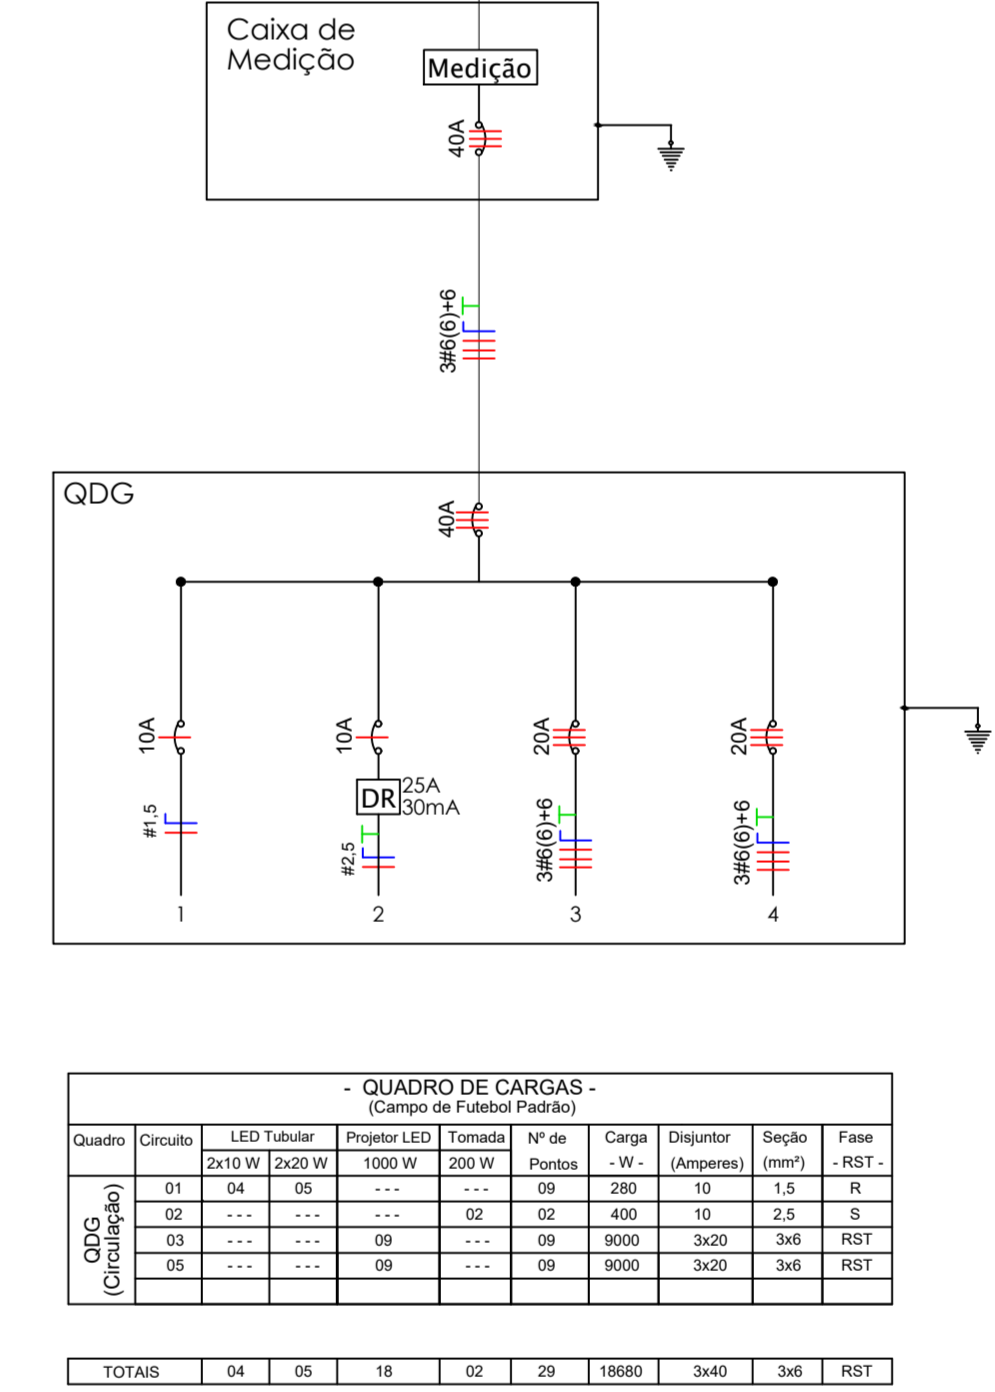 Caixa de
Medição
Medição
40A
3#6(6)+6
QDG
40A
10A
10A
20A
20A
DR
25A
30mA
#1,5
#2,5
3#6(6)+6
3#6(6)+6
1
2
3
4
- QUADRO DE CARGAS -
(Campo de Futebol Padrão)
Quadro Circuito LED Tubular Projetor LED Tomada Nº de Carga Disjuntor Seção Fase
2x10 W 2x20 W 1000 W 200 W Pontos - W - (Amperes) (mm²) - RST -
QDG
(Circulação)
01 04 05 - - - - - - 09 280 10 1,5 R
02 - - - - - - - - - 02 02 400 10 2,5 S
03 - - - - - - 09 - - - 09 9000 3x20 3x6 RST
05 - - - - - - 09 - - - 09 9000 3x20 3x6 RST
TOTAIS 04 05 18 02 29 18680 3x40 3x6 RST